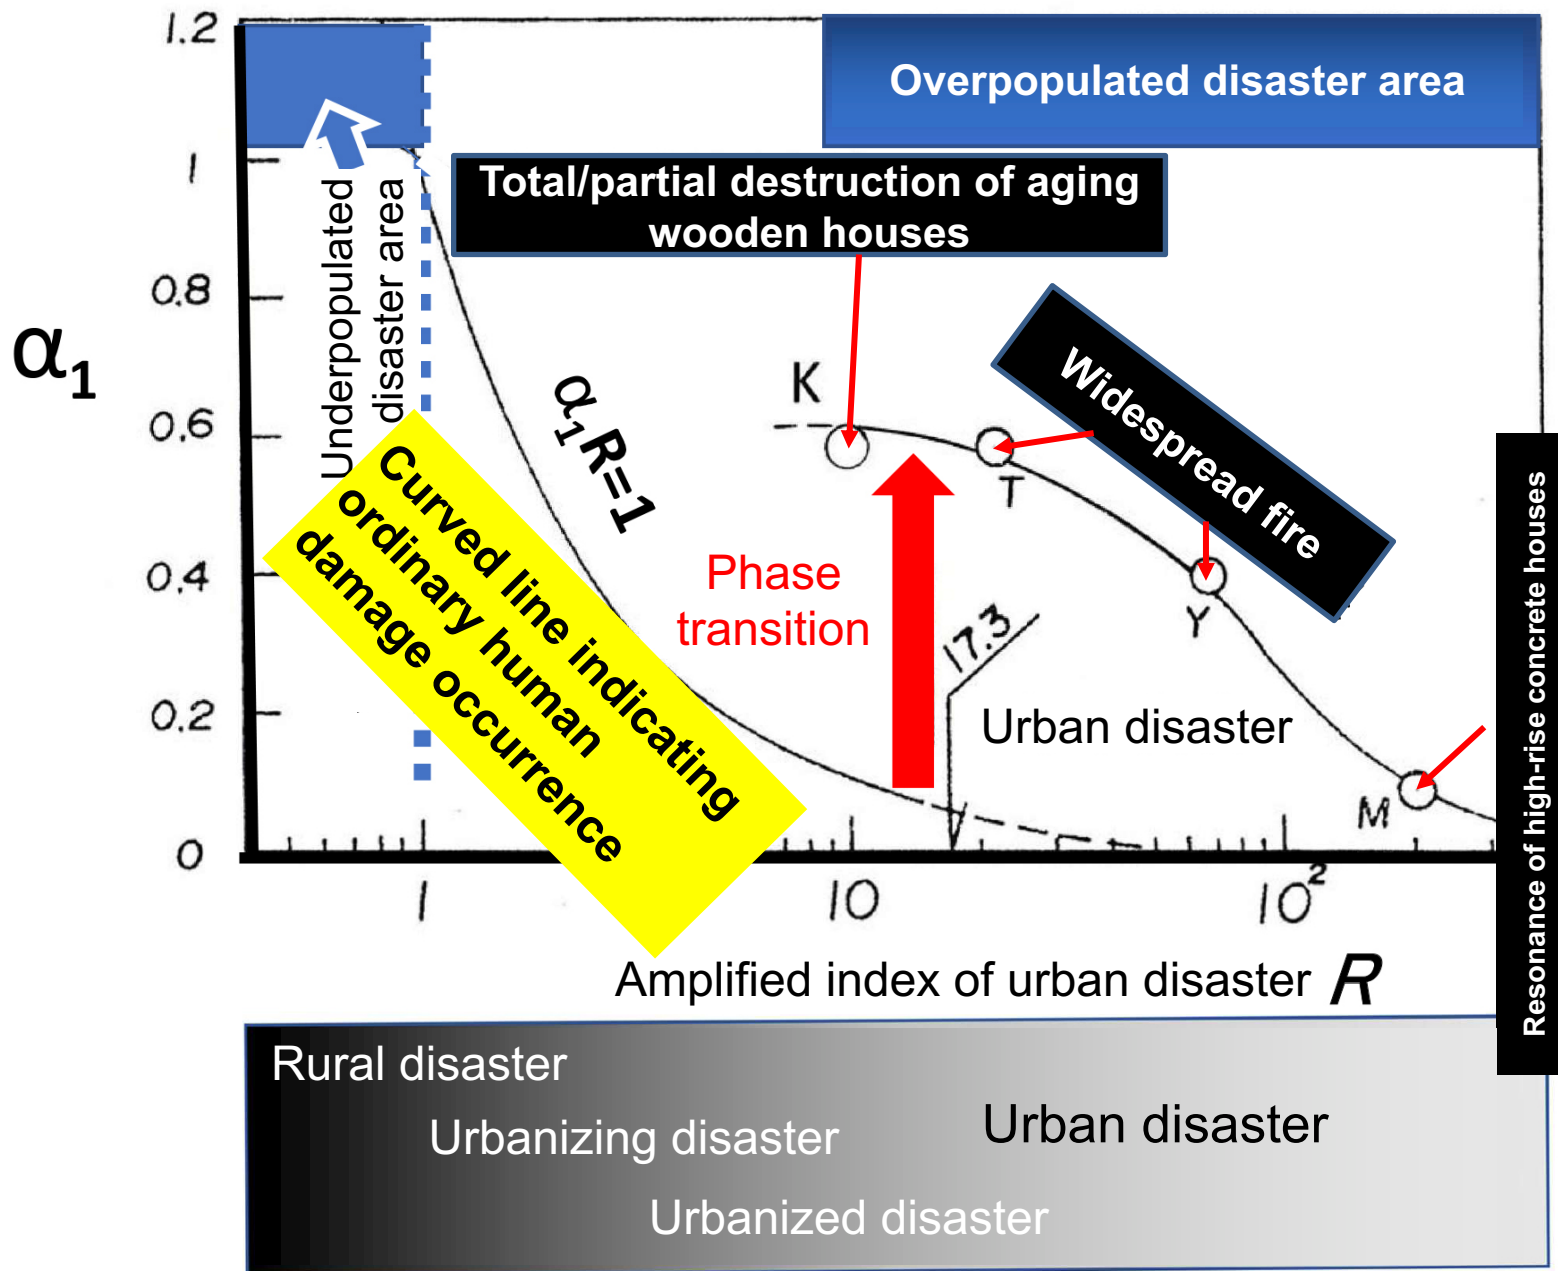 1.2
1
0.8
0.6
0.4
0.2
0
α₁
Underpopulated
disaster area
Overpopulated disaster area
Total/partial destruction of aging
wooden houses
Widespread fire
K
T
Y
M
α₁R=1
Curved line indicating
ordinary human
damage occurrence
Phase
transition
17.3
Urban disaster
Resonance of high-rise concrete houses
1
10
10²
Amplified index of urban disaster R
Rural disaster
Urbanizing disaster
Urban disaster
Urbanized disaster